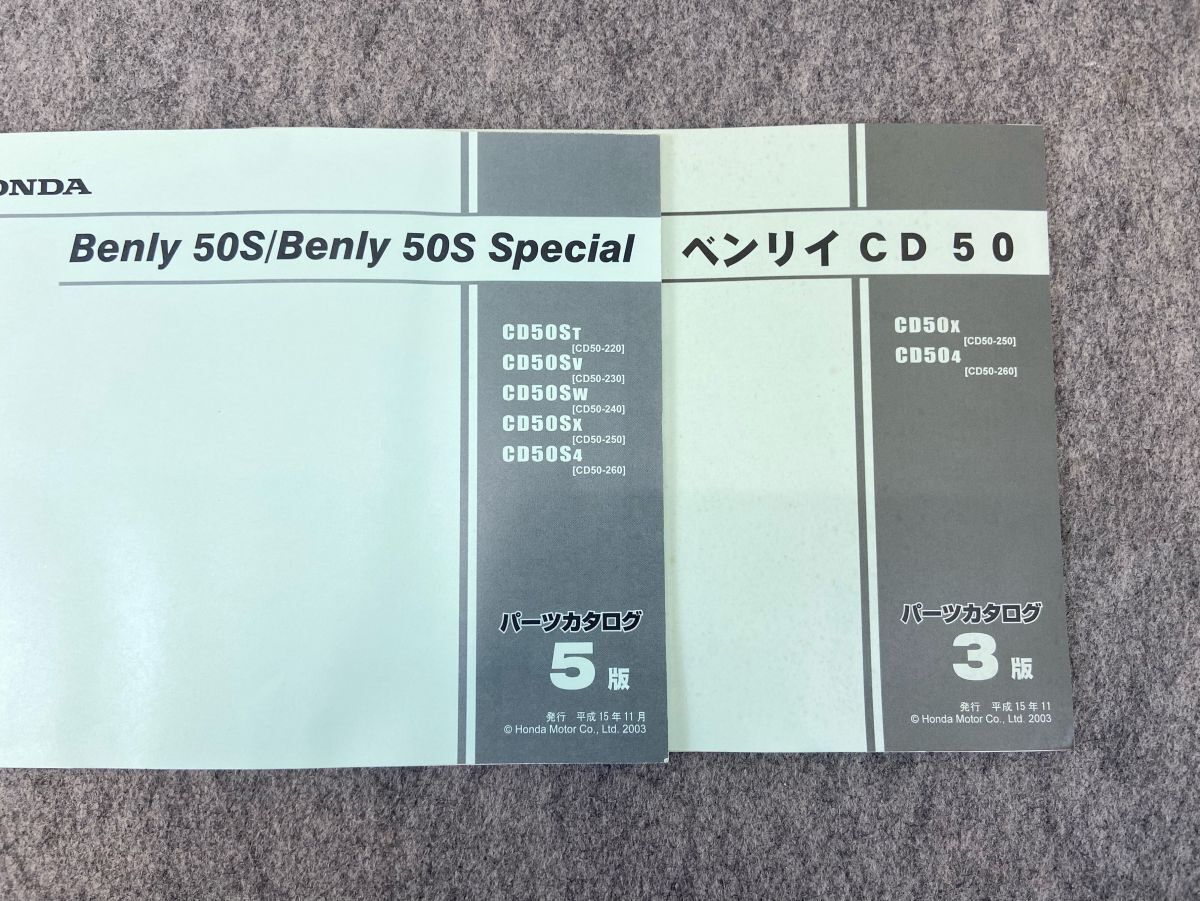 ONDA
Benly 50S/Benly 50S Special
CD50ST
[CD50-220]
CD50SV
[CD50-230]
CD50SW
[CD50-240]
CD50SX
[CD50-250]
CD50S4
[CD50-260]
パーツカタログ
5版
発行 平成15年11月
© Honda Motor Co., Ltd. 2003
ベンリイ CD 50
CD50X
[CD50-250]
CD504
[CD50-260]
パーツカタログ
3版
発行 平成15年11
© Honda Motor Co., Ltd. 2003